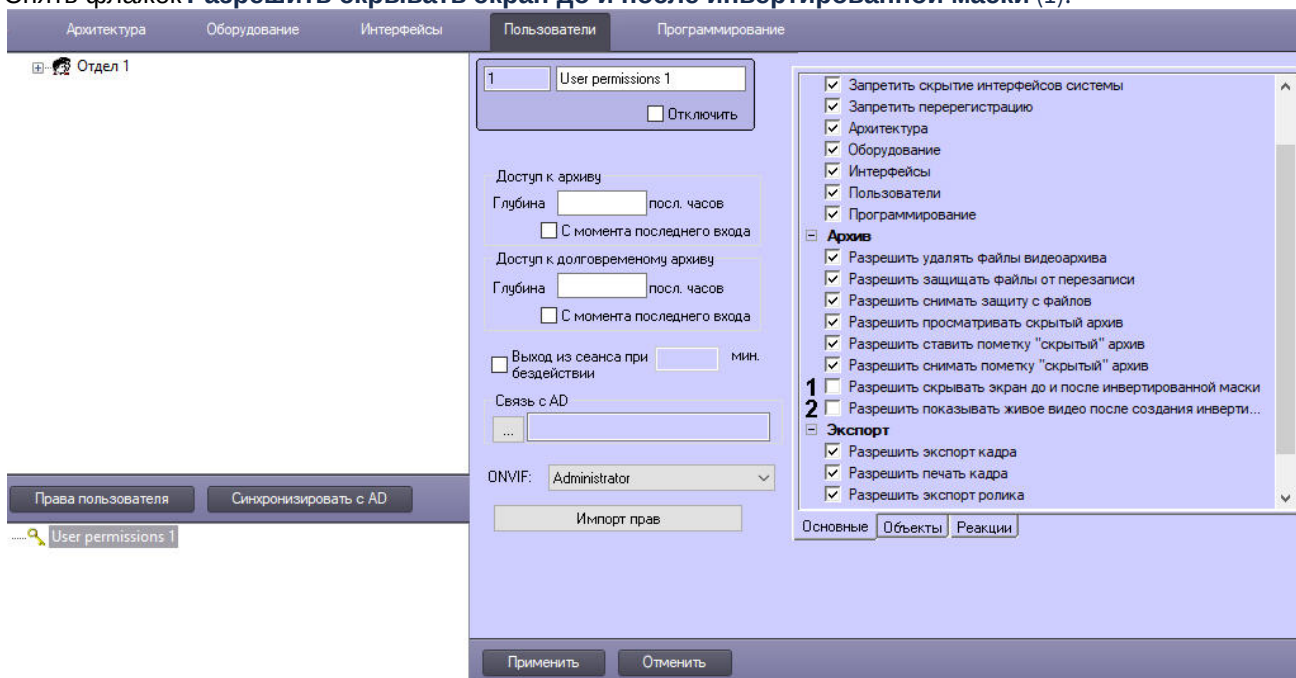 Снять флажок Разрешить скрывать экран до и после инвертированной маски (1).
Архитектура Оборудование Интерфейсы Пользователи Программирование
Отдел 1
1 User permissions 1
Отключить
Доступ к архиву
Глубина посл. часов
С момента последнего входа
Доступ к долговременому архиву
Глубина посл. часов
С момента последнего входа
Выход из сеанса при мин.
бездействии
Связь с AD
...
ONVIF: Administrator
Импорт прав
Запретить скрытие интерфейсов системы
Запретить перерегистрацию
Архитектура
Оборудование
Интерфейсы
Пользователи
Программирование
Архив
Разрешить удалять файлы видеоархива
Разрешить защищать файлы от перезаписи
Разрешить снимать защиту с файлов
Разрешить просматривать скрытый архив
Разрешить ставить пометку "скрытый" архив
Разрешить снимать пометку "скрытый" архив
1 Разрешить скрывать экран до и после инвертированной маски
2 Разрешить показывать живое видео после создания инверти...
Экспорт
Разрешить экспорт кадра
Разрешить печать кадра
Разрешить экспорт ролика
Основные Объекты Реакции
Права пользователя Синхронизировать с AD
User permissions 1
Применить Отменить